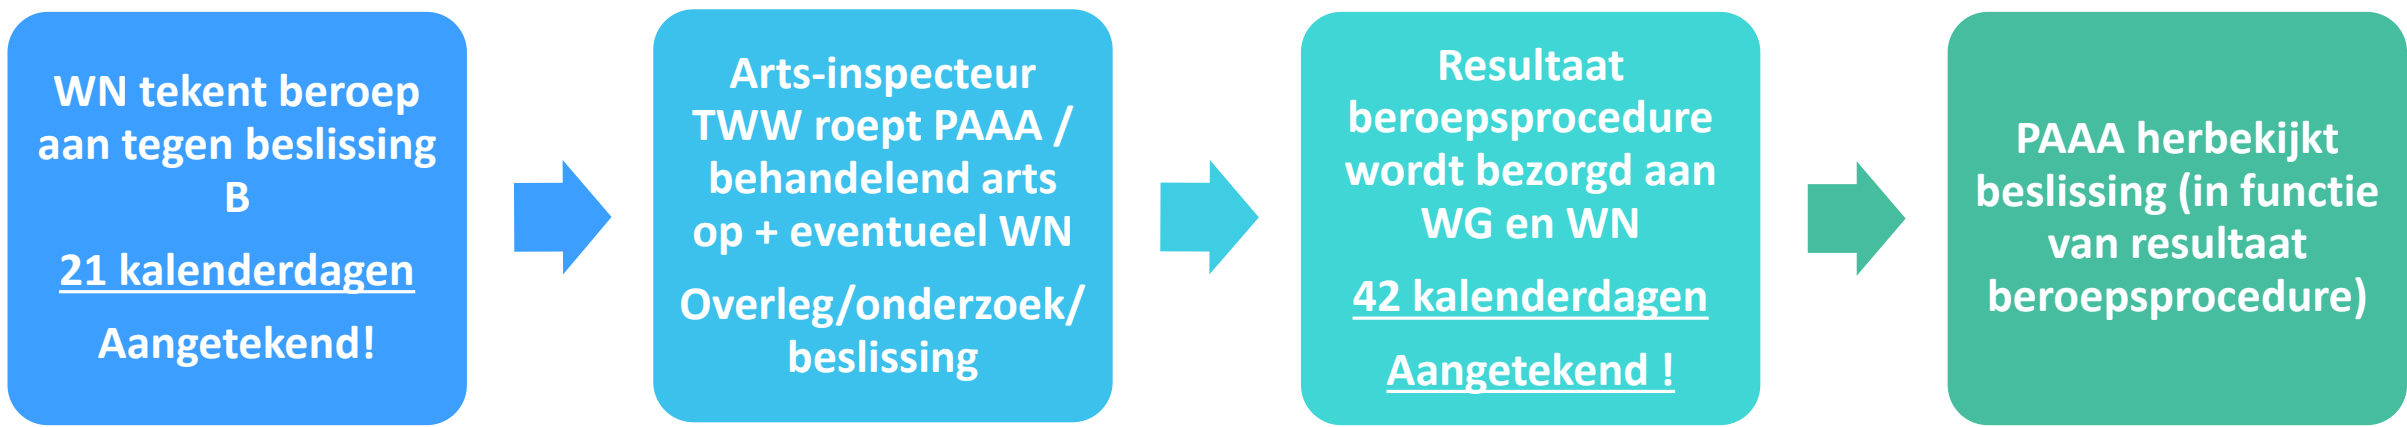 WN tekent beroep
aan tegen beslissing
B
21 kalenderdagen
Aangetekend!
Arts-inspecteur
TWW roept PAAA /
behandelend arts
op + eventueel WN
Overleg/onderzoek/
beslissing
Resultaat
beroepsprocedure
wordt bezorgd aan
WG en WN
42 kalenderdagen
Aangetekend !
PAAA herbekijkt
beslissing (in functie
van resultaat
beroepsprocedure)